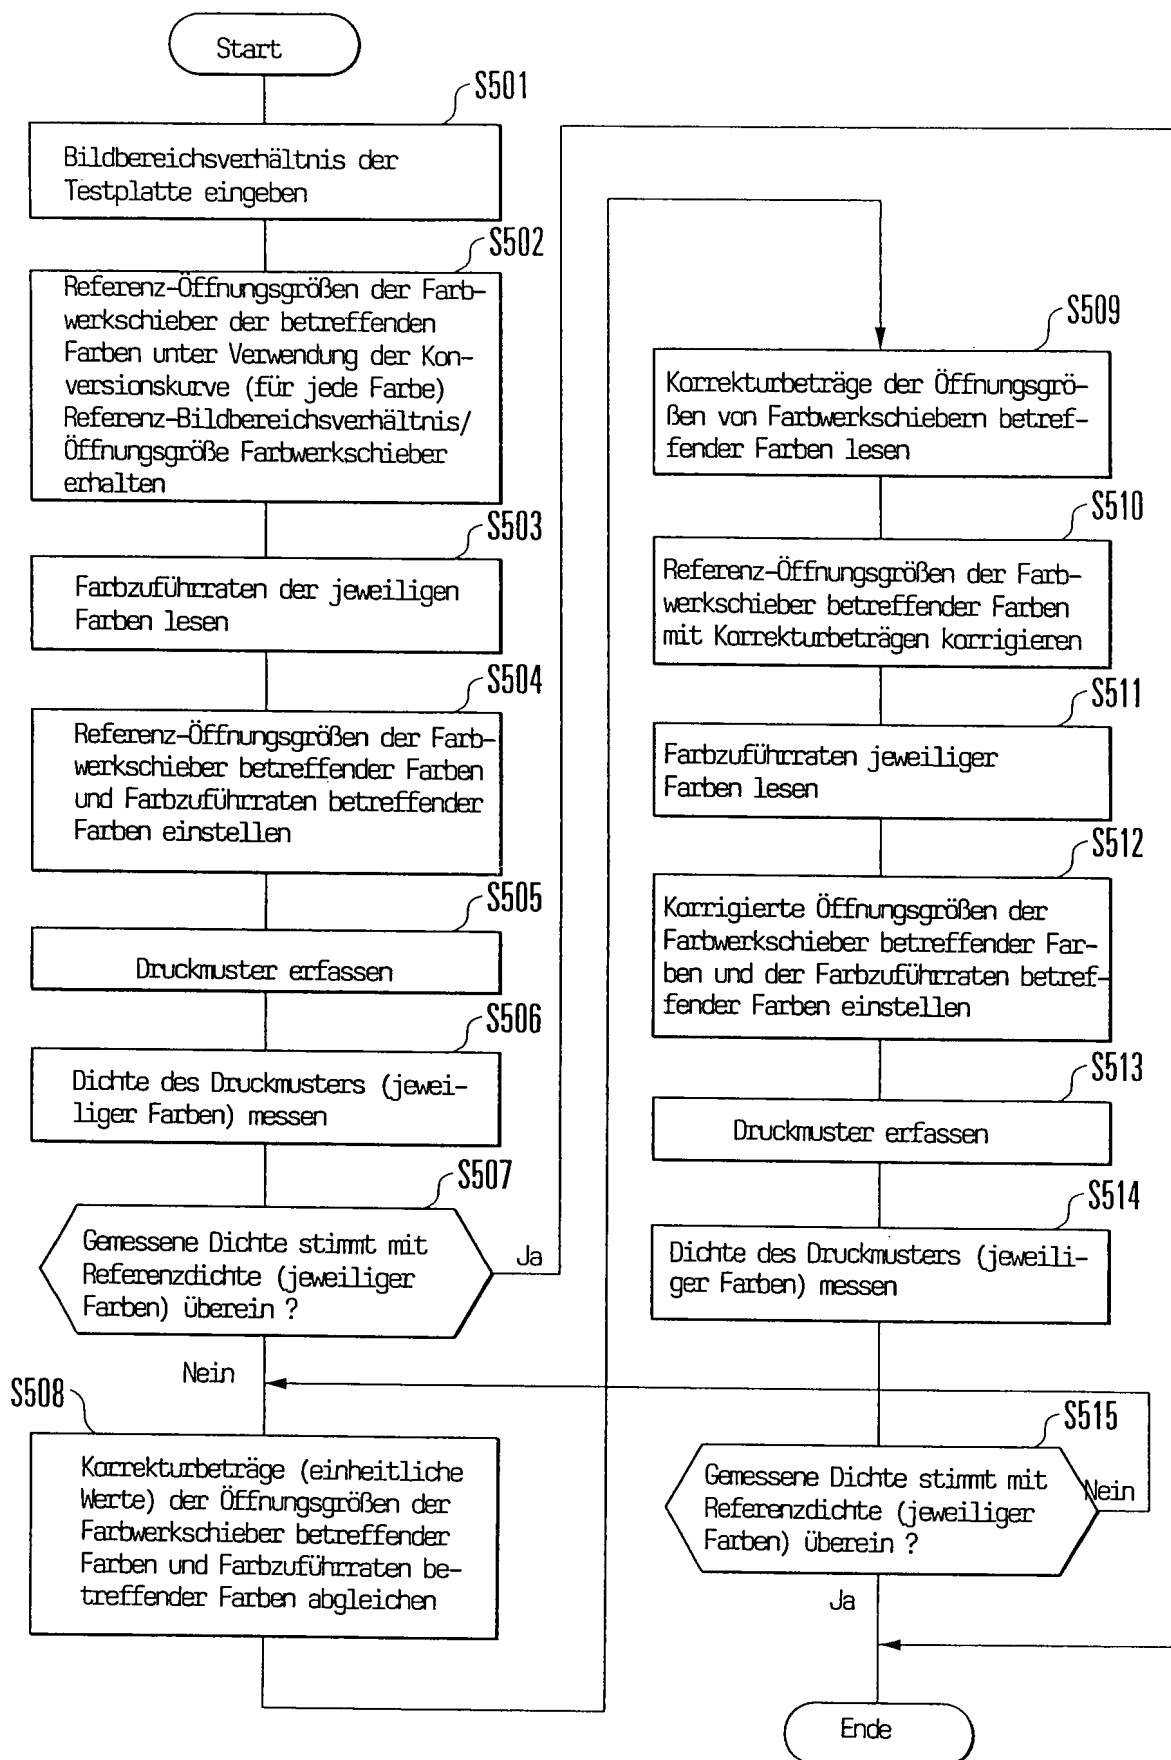 Start
S501
Bildbereichsverhältnis der
Testplatte eingeben
S502
Referenz-Öffnungsgrößen der Farb-
werkschieber der betreffenden
Farben unter Verwendung der Kon-
versionskurve (für jede Farbe)
Referenz-Bildbereichsverhältnis/
Öffnungsgröße Farbwerkschieber
erhalten
S503
Farbzuführraten der jeweiligen
Farben lesen
S504
Referenz-Öffnungsgrößen der Farb-
werkschieber betreffender Farben
und Farbzuführraten betreffender
Farben einstellen
S505
Druckmuster erfassen
S506
Dichte des Druckmusters (jewei-
liger Farben) messen
S507
Gemessene Dichte stimmt mit
Referenzdichte (jeweiliger
Farben) überein ?
Ja
Nein
S508
Korrekturbeträge (einheitliche
Werte) der Öffnungsgrößen der
Farbwerkschieber betreffender
Farben und Farbzuführraten be-
treffender Farben abgleichen
S509
Korrekturbeträge der Öffnungsgrö-
ßen von Farbwerkschiebern betref-
fender Farben lesen
S510
Referenz-Öffnungsgrößen der Farb-
werkschieber betreffender Farben
mit Korrekturbeträgen korrigieren
S511
Farbzuführraten jeweiliger
Farben lesen
S512
Korrigierte Öffnungsgrößen der
Farbwerkschieber betreffender Far-
ben und der Farbzuführraten betref-
fender Farben einstellen
S513
Druckmuster erfassen
S514
Dichte des Druckmusters (jeweili-
ger Farben) messen
S515
Gemessene Dichte stimmt mit
Referenzdichte (jeweiliger
Farben) überein ?
Nein
Ja
Ende